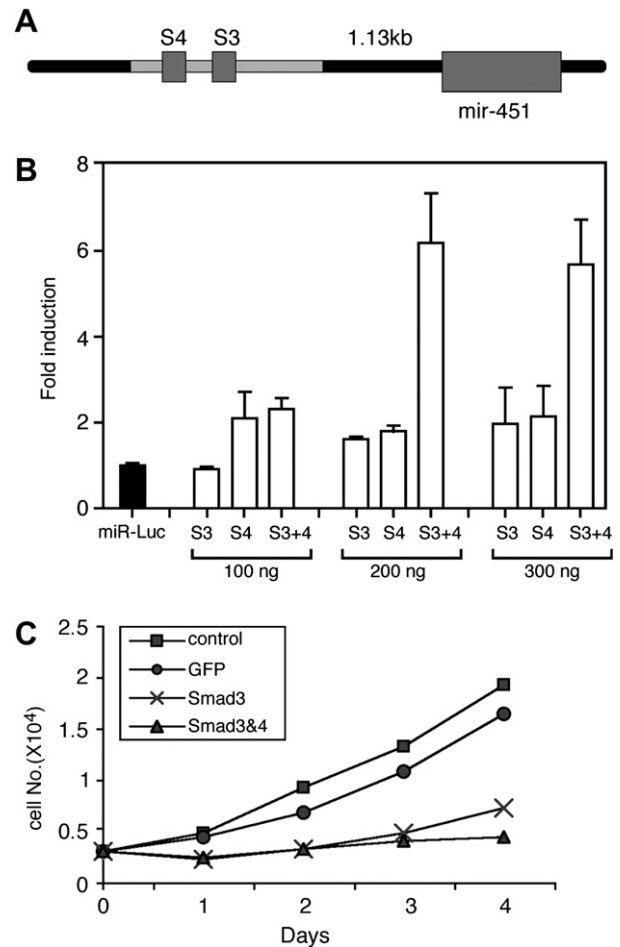 A
S4 S3 1.13kb
mir-451
B
8
6
4
2
0
Fold induction
miR-Luc S3 S4 S3+4 S3 S4 S3+4 S3 S4 S3+4
100 ng 200 ng 300 ng
C
2.5
2
1.5
1
0.5
0
cell No.(X10⁴)
control
GFP
Smad3
Smad3&4
0 1 2 3 4
Days